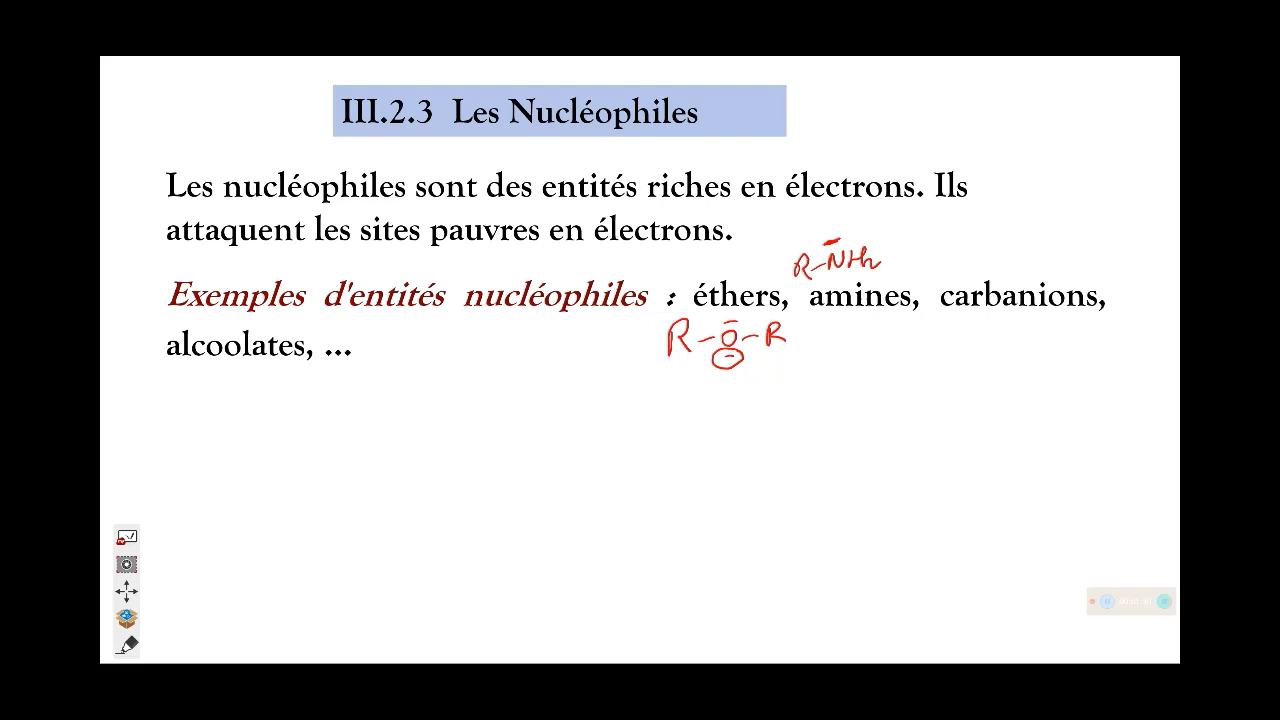 III.2.3 Les Nucléophiles
Les nucléophiles sont des entités riches en électrons. Ils
attaquent les sites pauvres en électrons.
R-NH₂
Exemples d'entités nucléophiles : éthers, amines, carbanions,
R-O-R
alcoolates, ...